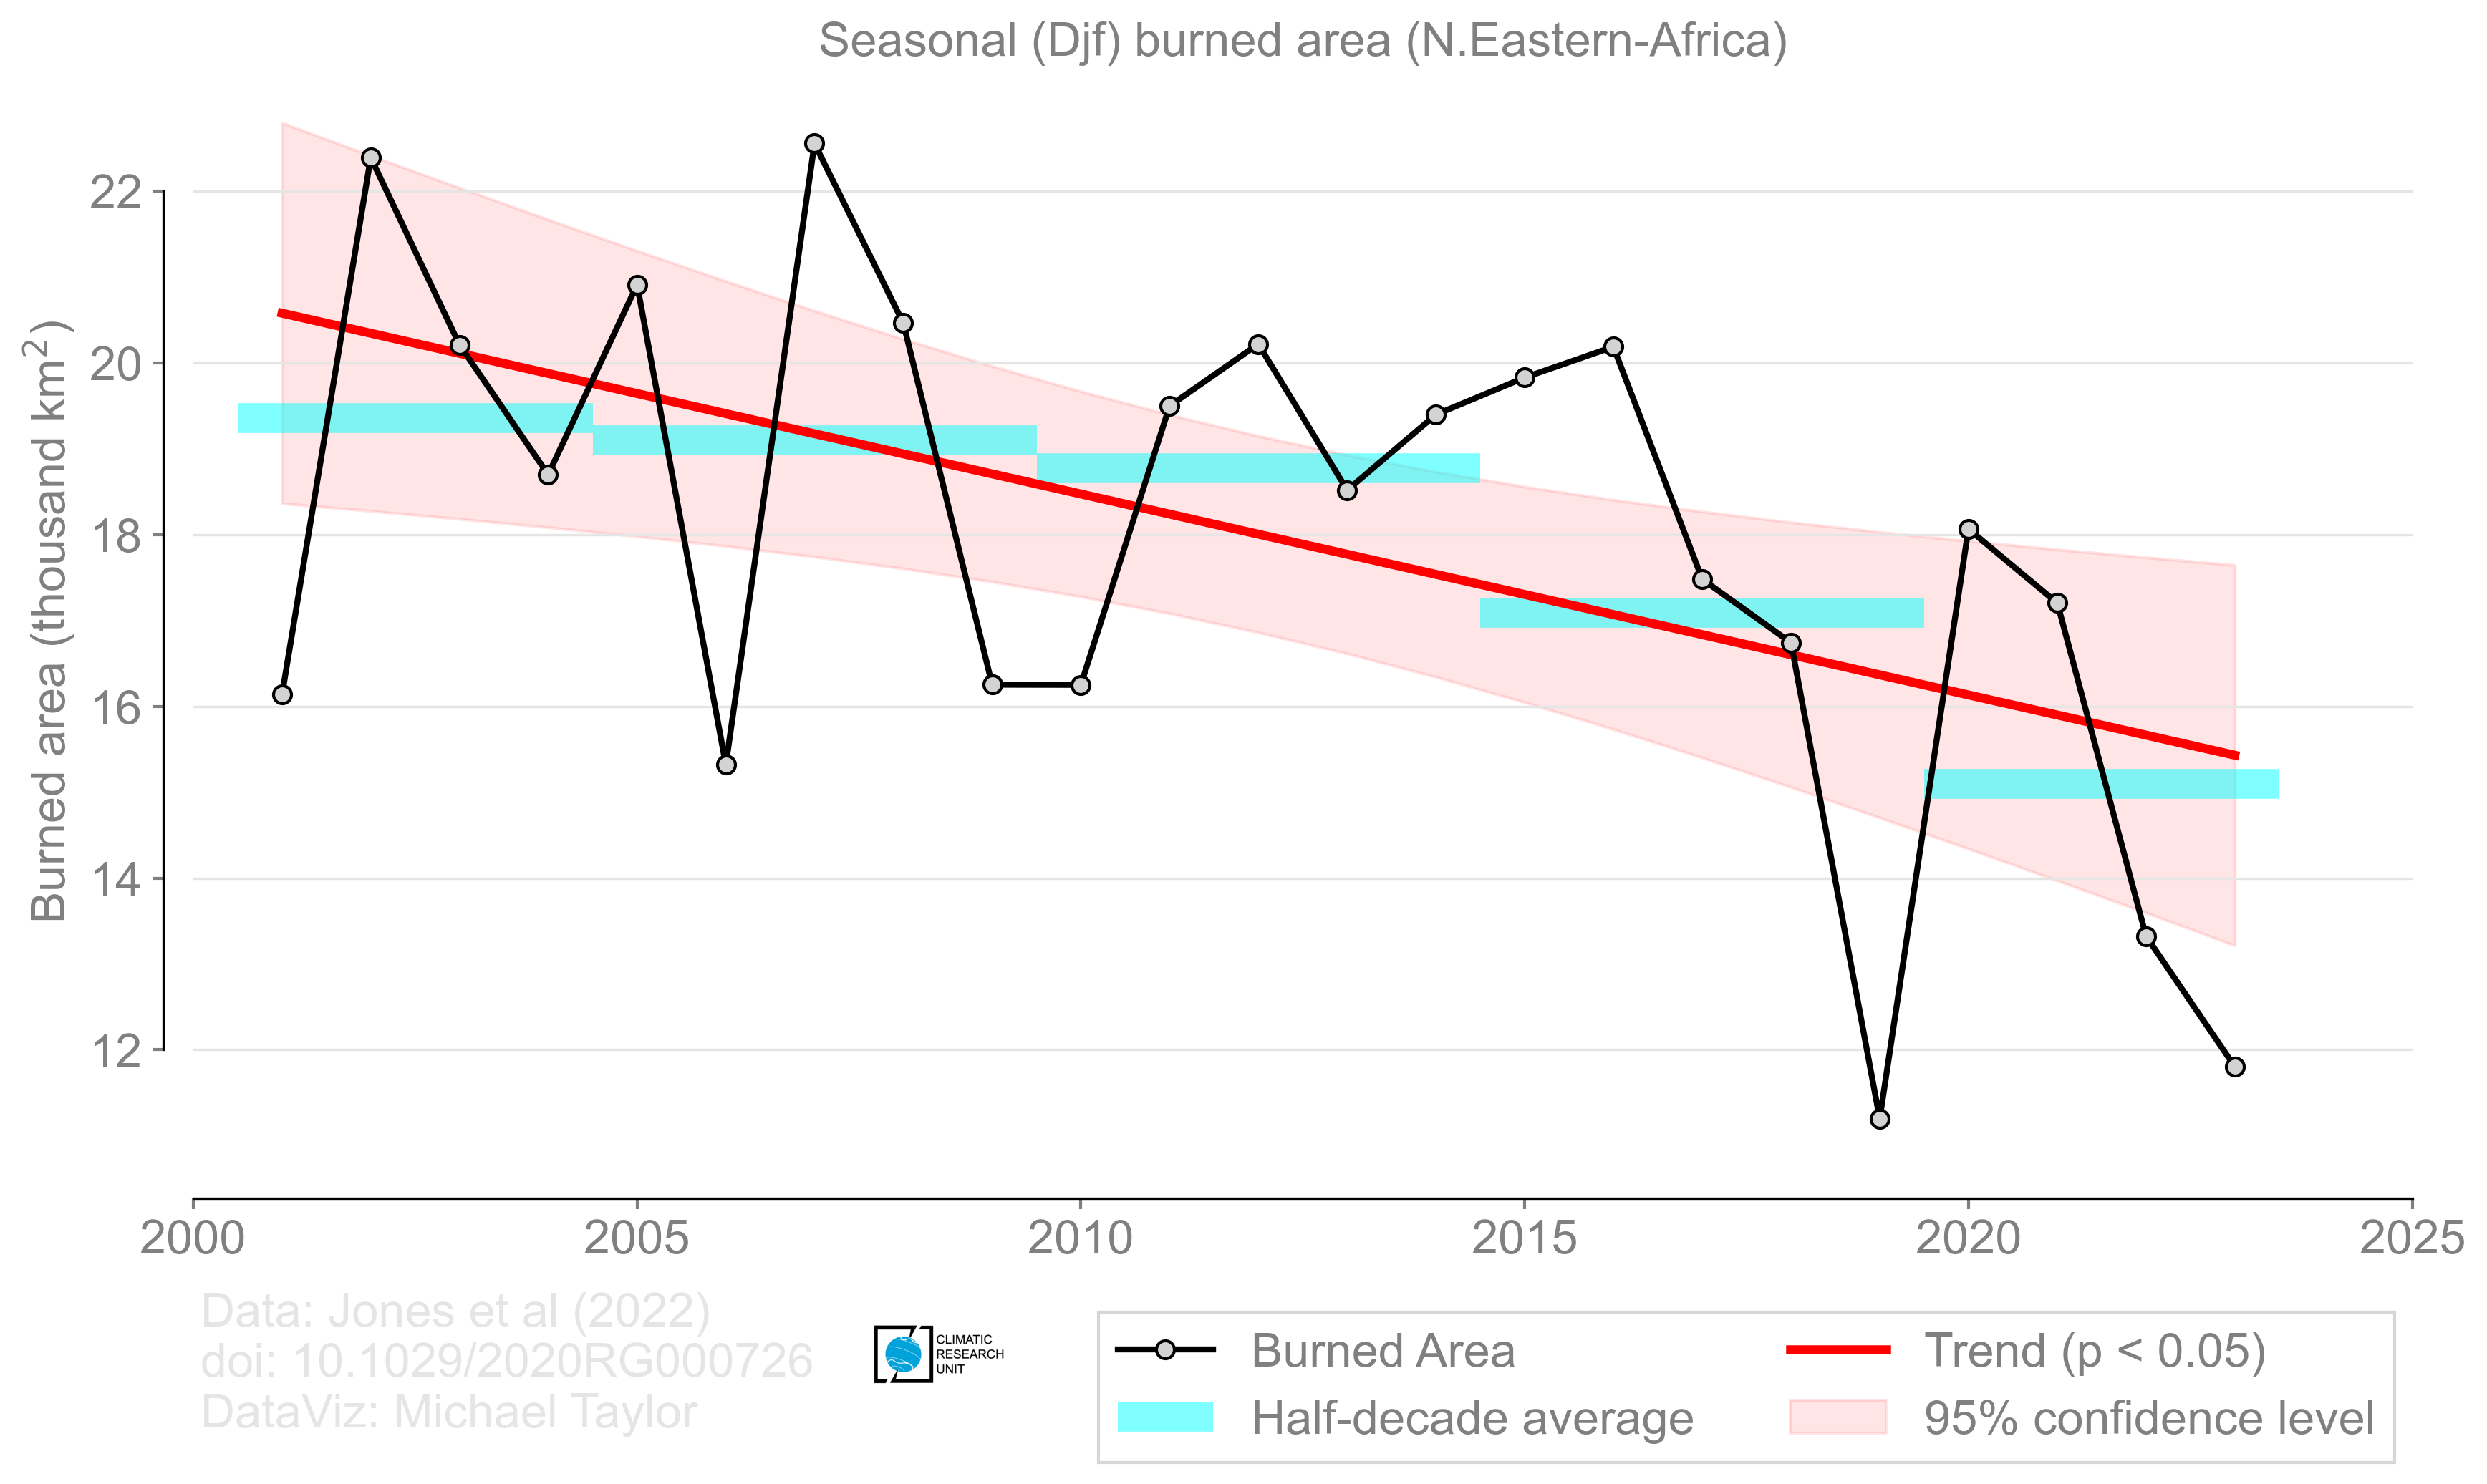 Seasonal (Djf) burned area (N.Eastern-Africa)
Burned area (thousand km²)
22
20
18
16
14
12
2000 2005 2010 2015 2020 2025
Data: Jones et al (2022)
doi: 10.1029/2020RG000726
DataViz: Michael Taylor
CLIMATIC
RESEARCH
UNIT
Burned Area
Half-decade average
Trend (p < 0.05)
95% confidence level